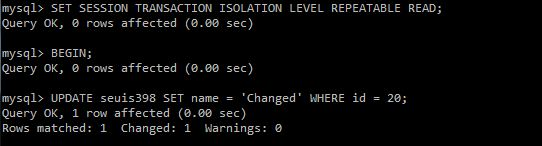 mysql> SET SESSION TRANSACTION ISOLATION LEVEL REPEATABLE READ;
Query OK, 0 rows affected (0.00 sec)
mysql> BEGIN;
Query OK, 0 rows affected (0.00 sec)
mysql> UPDATE seuis398 SET name = 'Changed' WHERE id = 20;
Query OK, 1 row affected (0.00 sec)
Rows matched: 1  Changed: 1  Warnings: 0